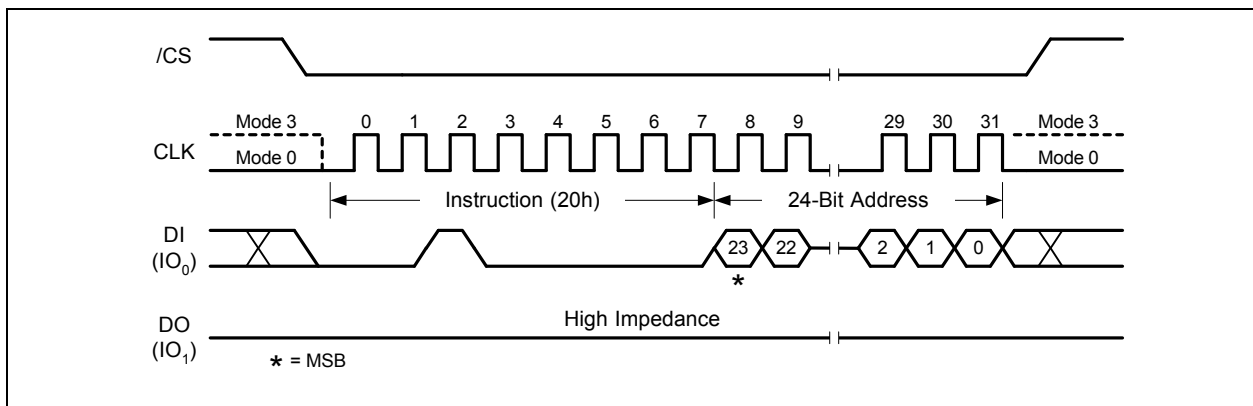 /CS
Mode 3 0 1 2 3 4 5 6 7 8 9 29 30 31 Mode 3
CLK
Mode 0 Mode 0
Instruction (20h) 24-Bit Address
DI
(IO₀)
23 22 2 1 0
*
High Impedance
DO
(IO₁)
* = MSB